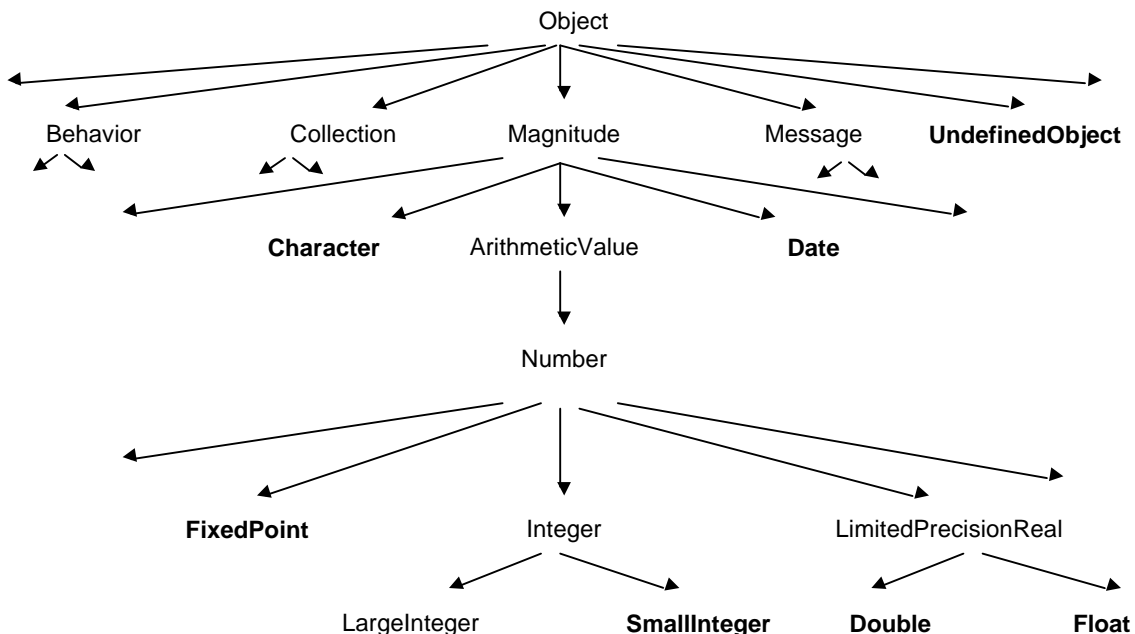 Object
Behavior Collection Magnitude Message UndefinedObject
Character ArithmeticValue Date
Number
FixedPoint Integer LimitedPrecisionReal
LargeInteger SmallInteger Double Float